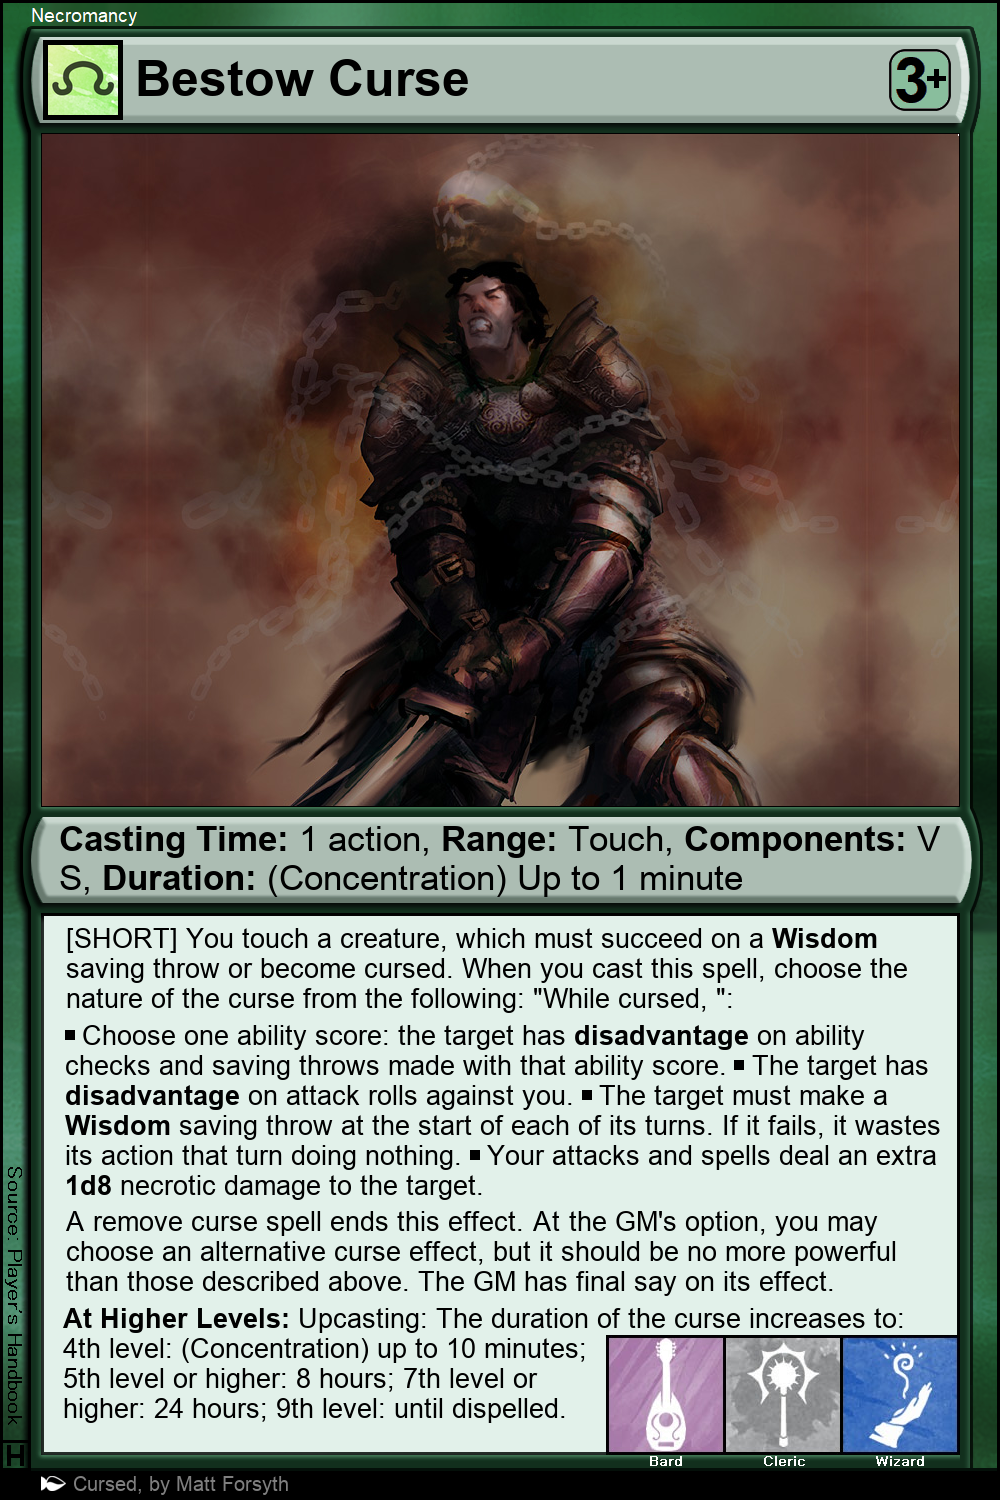 Necromancy
Bestow Curse
3+
Casting Time: 1 action, Range: Touch, Components: V
S, Duration: (Concentration) Up to 1 minute
[SHORT] You touch a creature, which must succeed on a Wisdom
saving throw or become cursed. When you cast this spell, choose the
nature of the curse from the following: "While cursed, ":
▪ Choose one ability score: the target has disadvantage on ability
checks and saving throws made with that ability score. ▪ The target has
disadvantage on attack rolls against you. ▪ The target must make a
Wisdom saving throw at the start of each of its turns. If it fails, it wastes
its action that turn doing nothing. ▪ Your attacks and spells deal an extra
1d8 necrotic damage to the target.
A remove curse spell ends this effect. At the GM's option, you may
choose an alternative curse effect, but it should be no more powerful
than those described above. The GM has final say on its effect.
At Higher Levels: Upcasting: The duration of the curse increases to:
4th level: (Concentration) up to 10 minutes;
5th level or higher: 8 hours; 7th level or
higher: 24 hours; 9th level: until dispelled.
Bard
Cleric
Wizard
Source: Player's Handbook
H
Cursed, by Matt Forsyth